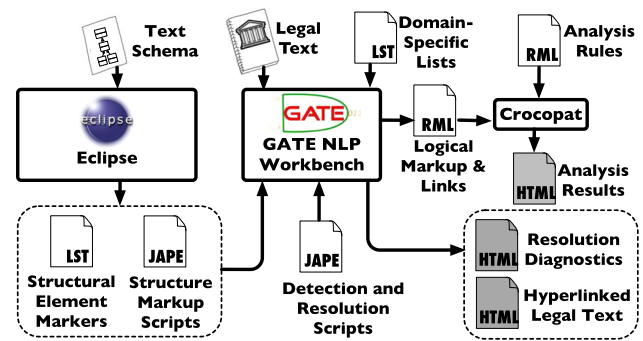 Text
Schema
Legal
Text
LST
Domain-
Specific
Lists
RML
Analysis
Rules
eclipse
Eclipse
GATE
GATE NLP
Workbench
RML
Logical
Markup &
Links
Crocopat
HTML
Analysis
Results
LST
Structural
Element
Markers
JAPE
Structure
Markup
Scripts
JAPE
Detection and
Resolution
Scripts
HTML
Resolution
Diagnostics
HTML
Hyperlinked
Legal Text